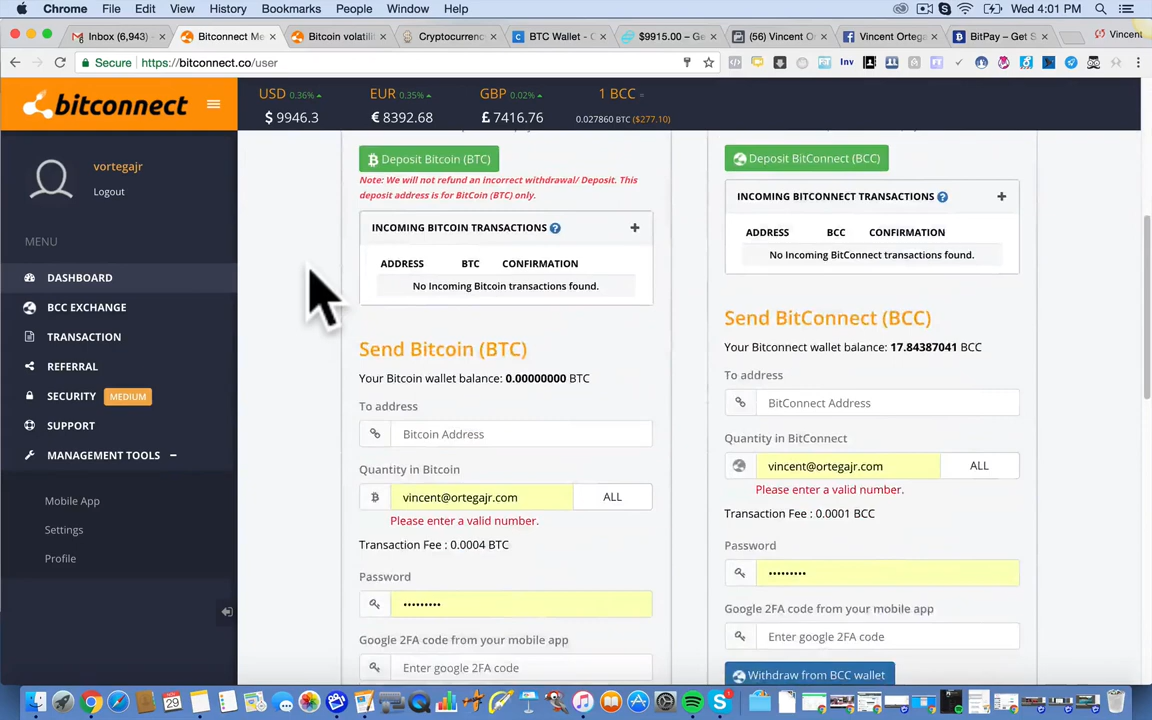 Chrome File Edit View History Bookmarks People Window Help Wed 4:01 PM
Inbox (6,943) Bitconnect Me Bitcoin volatili Cryptocurrenc BTC Wallet - C $9915.00 – Ge (56) Vincent O Vincent Ortega BitPay – Get S Vincent
Secure https://bitconnect.co/user
Inv
bitconnect
USD 0.36% EUR 0.35% GBP 0.02% 1 BCC =
$ 9946.3 € 8392.68 £ 7416.76 0.027860 BTC ($277.10)
vortegajr
Logout
MENU
DASHBOARD
BCC EXCHANGE
TRANSACTION
REFERRAL
SECURITY MEDIUM
SUPPORT
MANAGEMENT TOOLS
Mobile App
Settings
Profile
Deposit Bitcoin (BTC)
Note: We will not refund an incorrect withdrawal/ Deposit. This
deposit address is for BitCoin (BTC) only.
INCOMING BITCOIN TRANSACTIONS ? +
ADDRESS BTC CONFIRMATION
No Incoming Bitcoin transactions found.
Send Bitcoin (BTC)
Your Bitcoin wallet balance: 0.00000000 BTC
To address
Bitcoin Address
Quantity in Bitcoin
vincent@ortegajr.com ALL
Please enter a valid number.
Transaction Fee : 0.0004 BTC
Password
•••••••••
Google 2FA code from your mobile app
Enter google 2FA code
Deposit BitConnect (BCC)
INCOMING BITCONNECT TRANSACTIONS ? +
ADDRESS BCC CONFIRMATION
No Incoming BitConnect transactions found.
Send BitConnect (BCC)
Your Bitconnect wallet balance: 17.84387041 BCC
To address
BitConnect Address
Quantity in BitConnect
vincent@ortegajr.com ALL
Please enter a valid number.
Transaction Fee : 0.0001 BCC
Password
•••••••••
Google 2FA code from your mobile app
Enter google 2FA code
Withdraw from BCC wallet